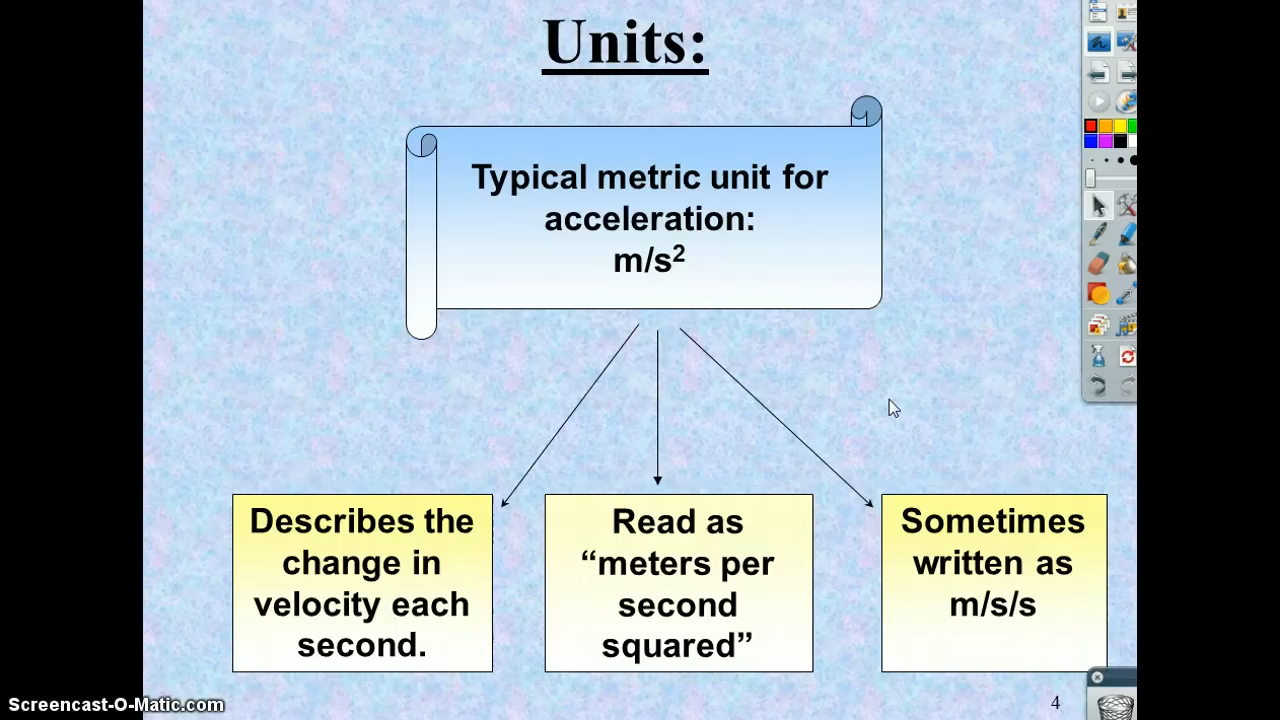 Units:
Typical metric unit for
acceleration:
m/s²
Describes the
change in
velocity each
second.
Read as
“meters per
second
squared”
Sometimes
written as
m/s/s
4
Screencast-O-Matic.com